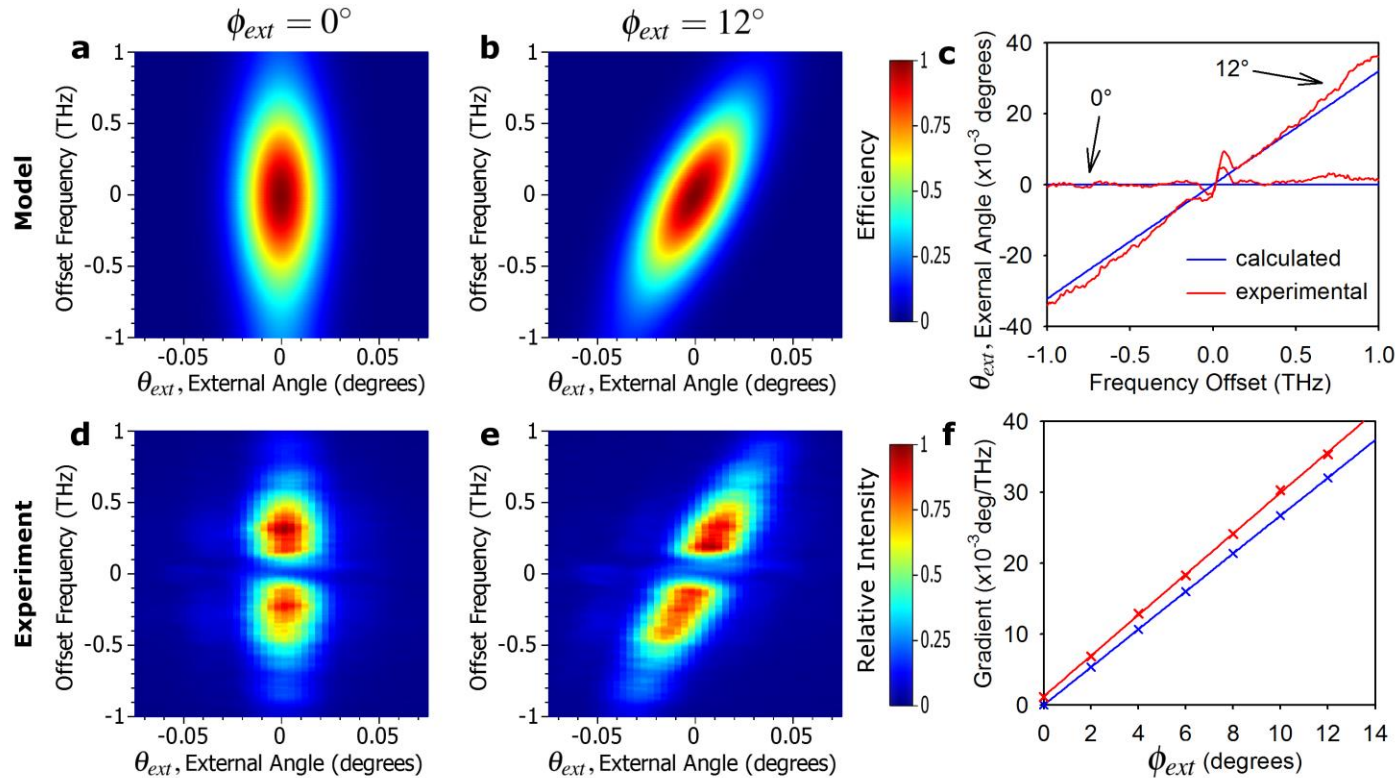 ϕext = 0°
ϕext = 12°
Model
a
1
0.5
0
-0.5
-1
Offset Frequency (THz)
-0.05
0
0.05
θext, External Angle (degrees)
b
1
0.5
0
-0.5
-1
Offset Frequency (THz)
-0.05
0
0.05
θext, External Angle (degrees)
1
0.75
0.5
0.25
0
Efficiency
c
40
20
0
-20
-40
θext, Exernal Angle (x10-3 degrees)
12°
0°
calculated
experimental
-1.0
-0.5
0.0
0.5
1.0
Frequency Offset (THz)
Experiment
d
1
0.5
0
-0.5
-1
Offset Frequency (THz)
-0.05
0
0.05
θext, External Angle (degrees)
e
1
0.5
0
-0.5
-1
Offset Frequency (THz)
-0.05
0
0.05
θext, External Angle (degrees)
1
0.75
0.5
0.25
0
Relative Intensity
f
40
30
20
10
0
Gradient (x10-3deg/THz)
0
2
4
6
8
10
12
14
ϕext (degrees)